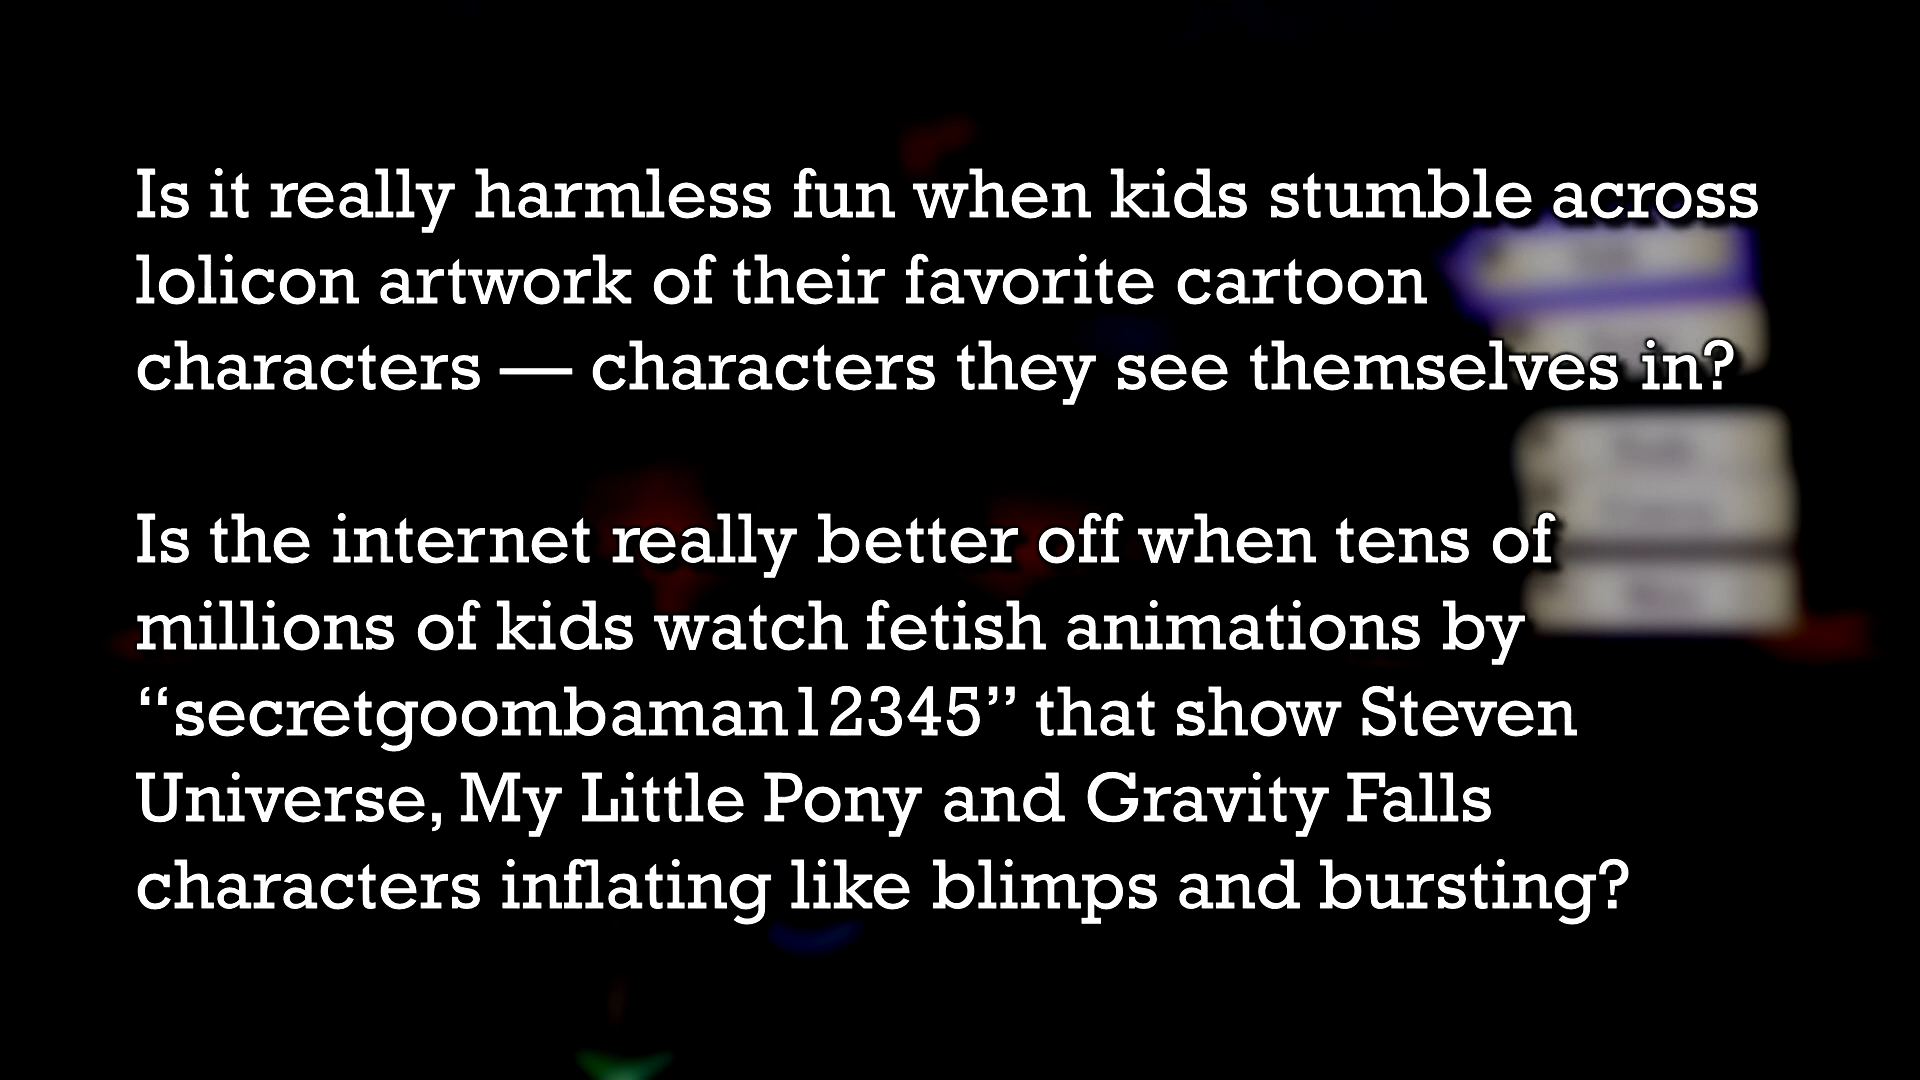 Is it really harmless fun when kids stumble across
lolicon artwork of their favorite cartoon
characters — characters they see themselves in?
Is the internet really better off when tens of
millions of kids watch fetish animations by
“secretgoombaman12345” that show Steven
Universe, My Little Pony and Gravity Falls
characters inflating like blimps and bursting?